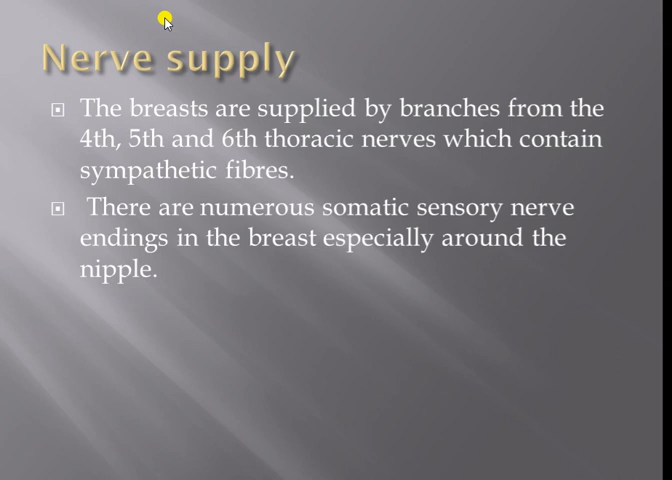 Nerve supply
The breasts are supplied by branches from the
4th, 5th and 6th thoracic nerves which contain
sympathetic fibres.
There are numerous somatic sensory nerve
endings in the breast especially around the
nipple.